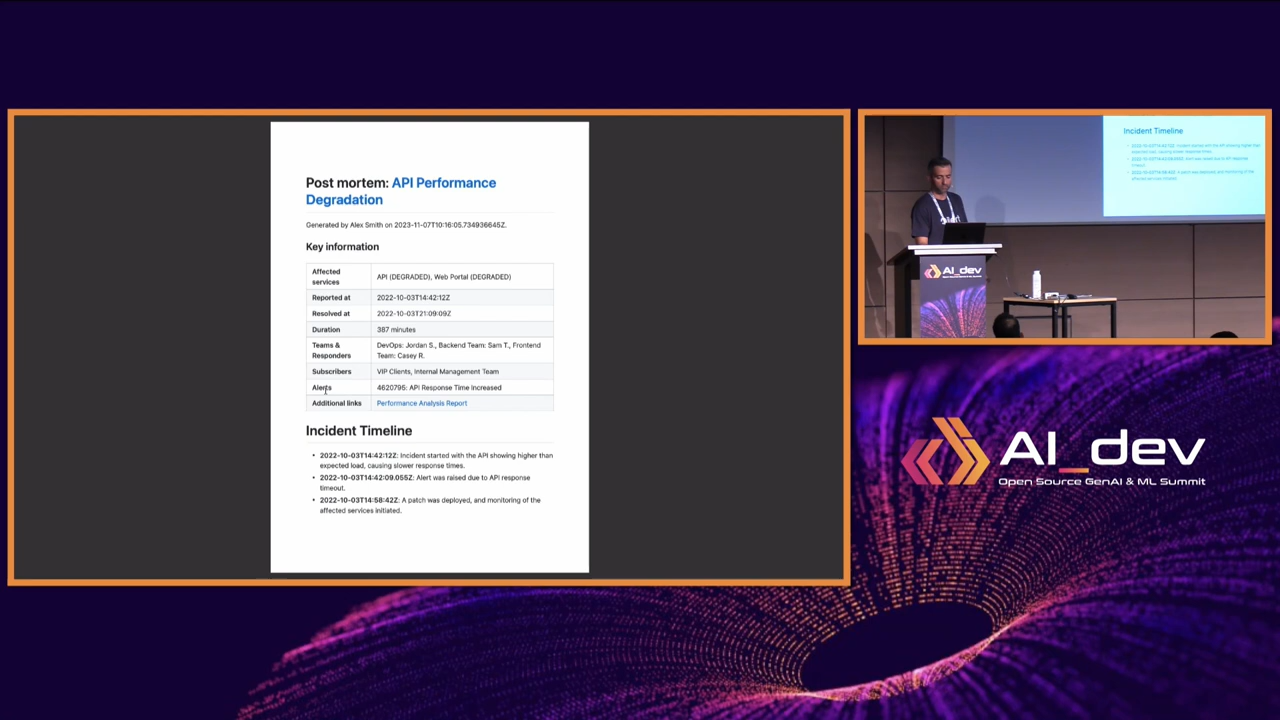 Post mortem: API Performance
Degradation
Generated by Alex Smith on 2023-11-07T10:16:05.734936645Z.
Key information
Affected
services
API (DEGRADED), Web Portal (DEGRADED)
Reported at
2022-10-03T14:42:12Z
Resolved at
2022-10-03T21:09:09Z
Duration
387 minutes
Teams &
Responders
DevOps: Jordan S., Backend Team: Sam T., Frontend
Team: Casey R.
Subscribers
VIP Clients, Internal Management Team
Alerts
4620796: API Response Time Increased
Additional links
Performance Analysis Report
Incident Timeline
• 2022-10-03T14:42:12Z: Incident started with the API showing higher than
expected load, causing slower response times.
• 2022-10-03T14:42:09.055Z: Alert was raised due to API response
timeout.
• 2022-10-03T14:58:42Z: A patch was deployed, and monitoring of the
affected services initiated.
Incident Timeline
AI_dev
AI_dev
Open Source GenAI & ML Summit